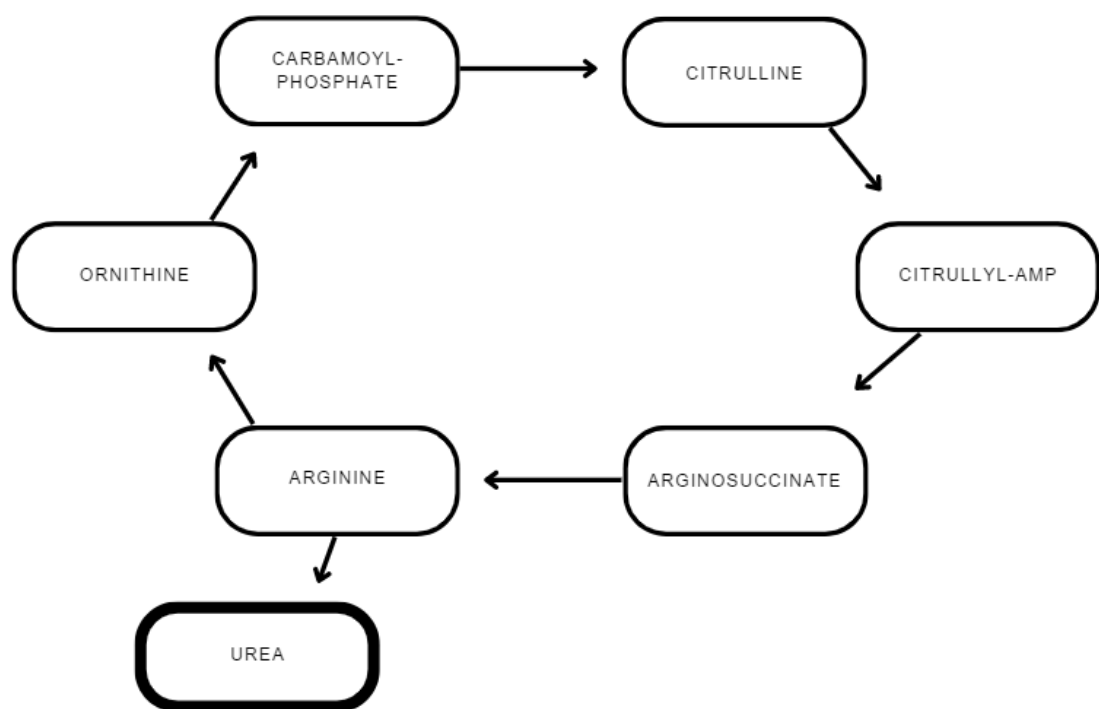 CARBAMOYL-
PHOSPHATE
CITRULLINE
ORNITHINE
CITRULLYL-AMP
ARGININE
ARGINOSUCCINATE
UREA